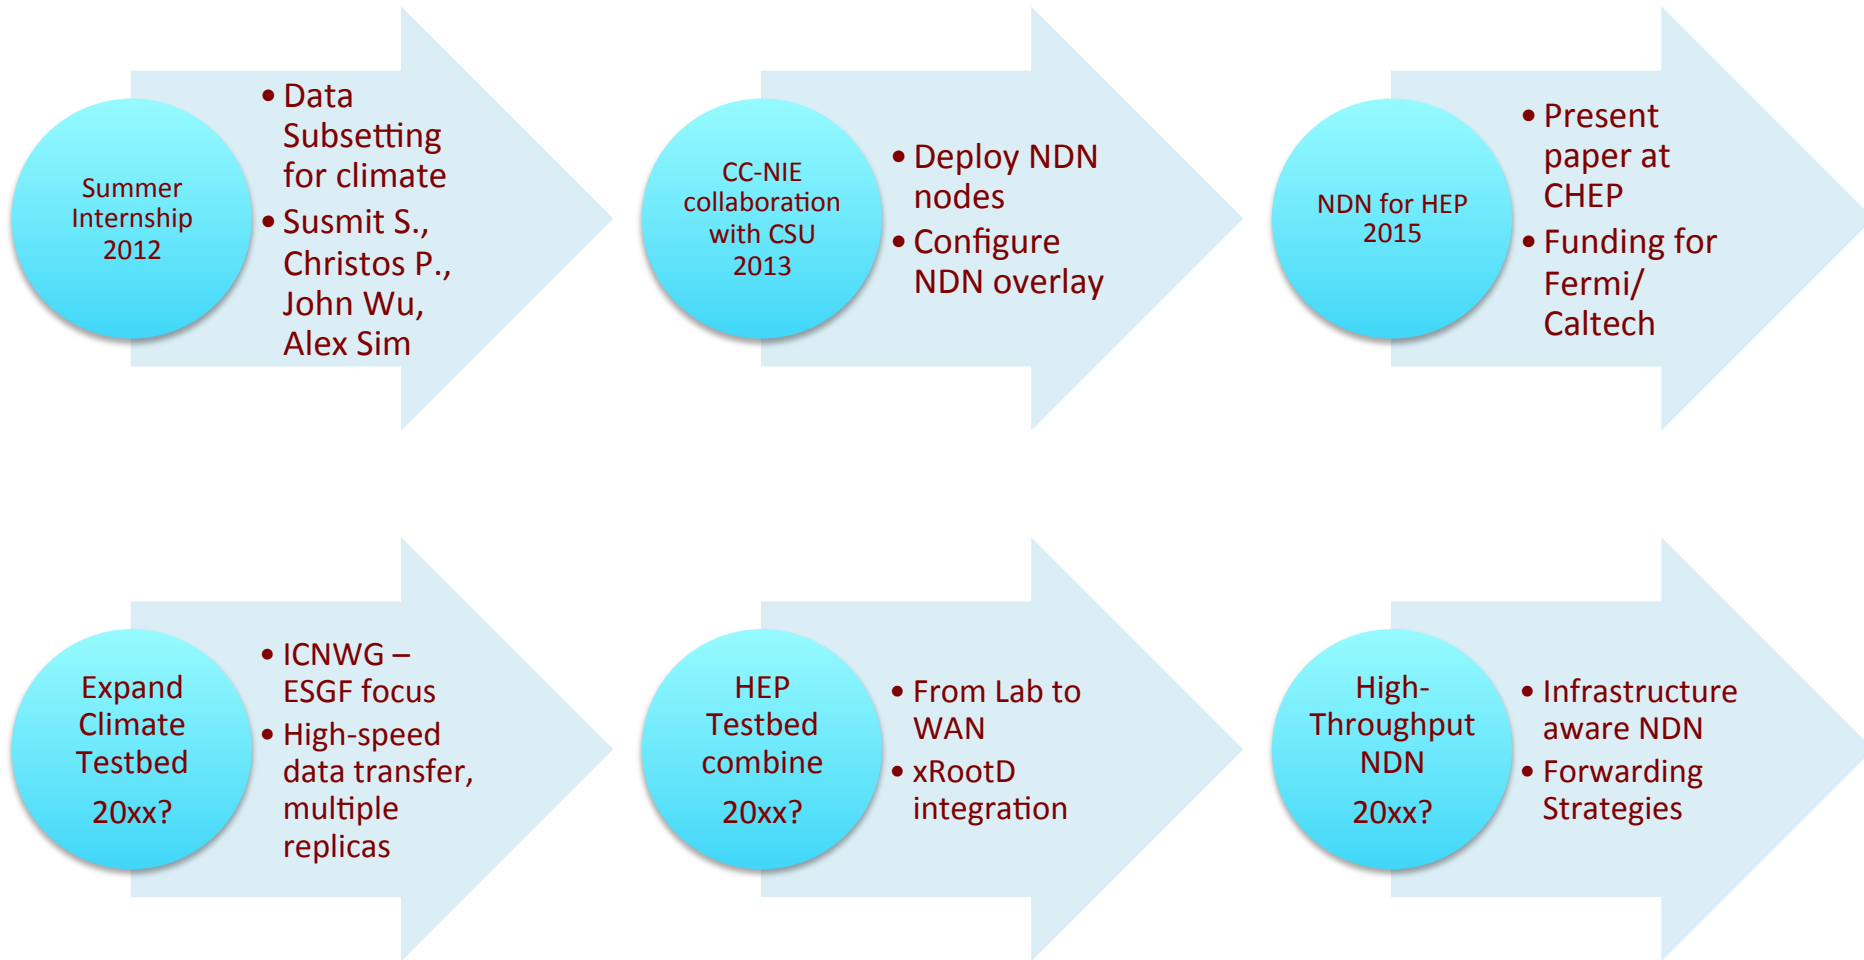 Summer
Internship
2012
• Data
Subsetting
for climate
• Susmit S.,
Christos P.,
John Wu,
Alex Sim
CC-NIE
collaboration
with CSU
2013
• Deploy NDN
nodes
• Configure
NDN overlay
NDN for HEP
2015
• Present
paper at
CHEP
• Funding for
Fermi/
Caltech
Expand
Climate
Testbed
20xx?
• ICNWG –
ESGF focus
• High-speed
data transfer,
multiple
replicas
HEP
Testbed
combine
20xx?
• From Lab to
WAN
• xRootD
integration
High-
Throughput
NDN
20xx?
• Infrastructure
aware NDN
• Forwarding
Strategies